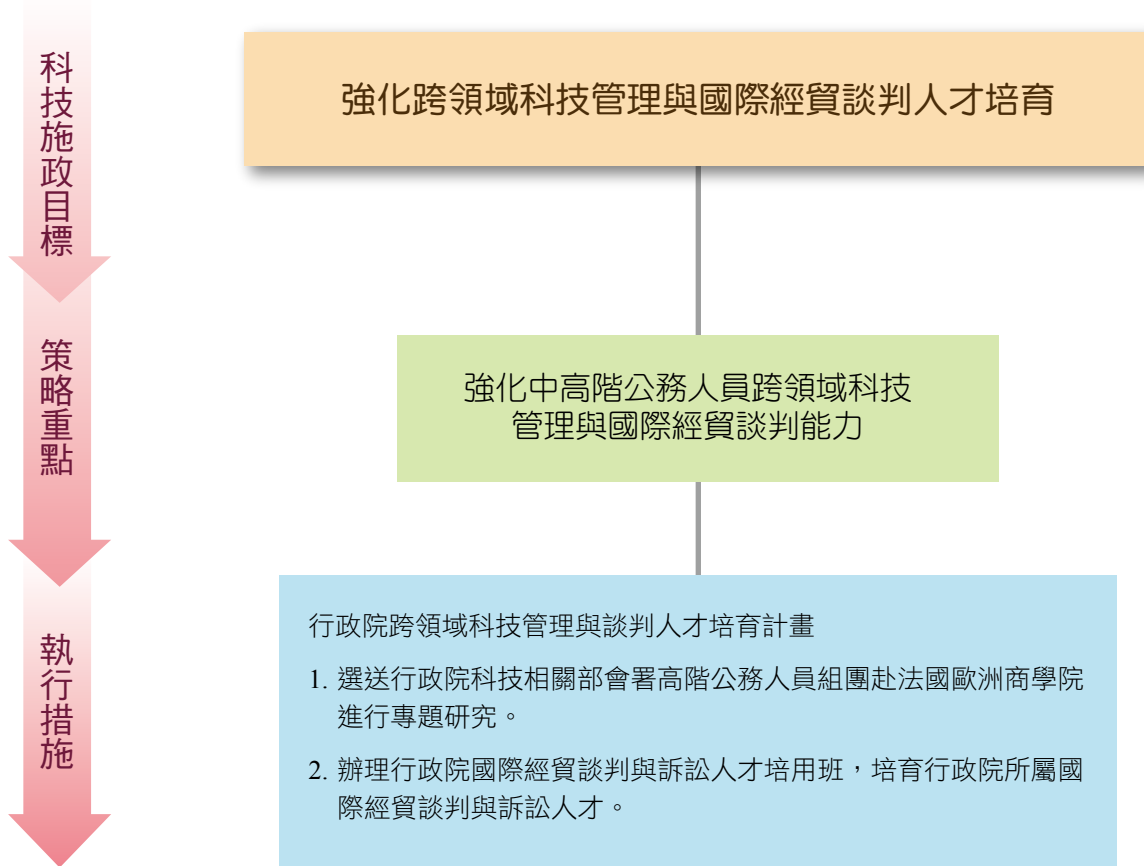 科技施政目標
強化跨領域科技管理與國際經貿談判人才培育
策略重點
強化中高階公務人員跨領域科技
管理與國際經貿談判能力
執行措施
行政院跨領域科技管理與談判人才培育計畫
1. 選送行政院科技相關部會署高階公務人員組團赴法國歐洲商學院
進行專題研究。
2. 辦理行政院國際經貿談判與訴訟人才培用班，培育行政院所屬國
際經貿談判與訴訟人才。